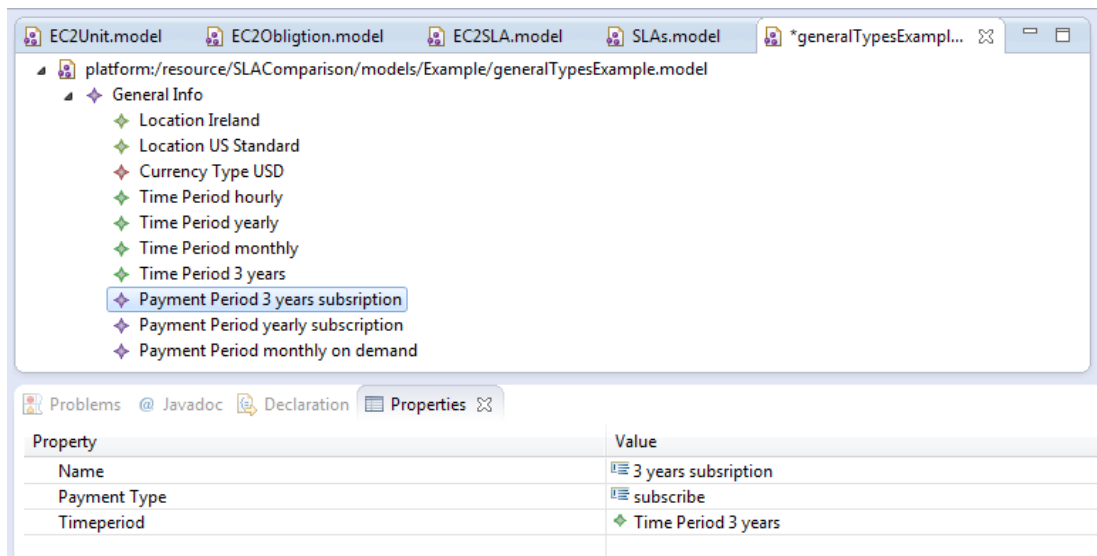 EC2Unit.model EC2Obligtion.model EC2SLA.model SLAs.model *generalTypesExampl...
platform:/resource/SLAComparison/models/Example/generalTypesExample.model
General Info
Location Ireland
Location US Standard
Currency Type USD
Time Period hourly
Time Period yearly
Time Period monthly
Time Period 3 years
Payment Period 3 years subsription
Payment Period yearly subscription
Payment Period monthly on demand
Problems @ Javadoc Declaration Properties
Property Value
Name 3 years subsription
Payment Type subscribe
Timeperiod Time Period 3 years